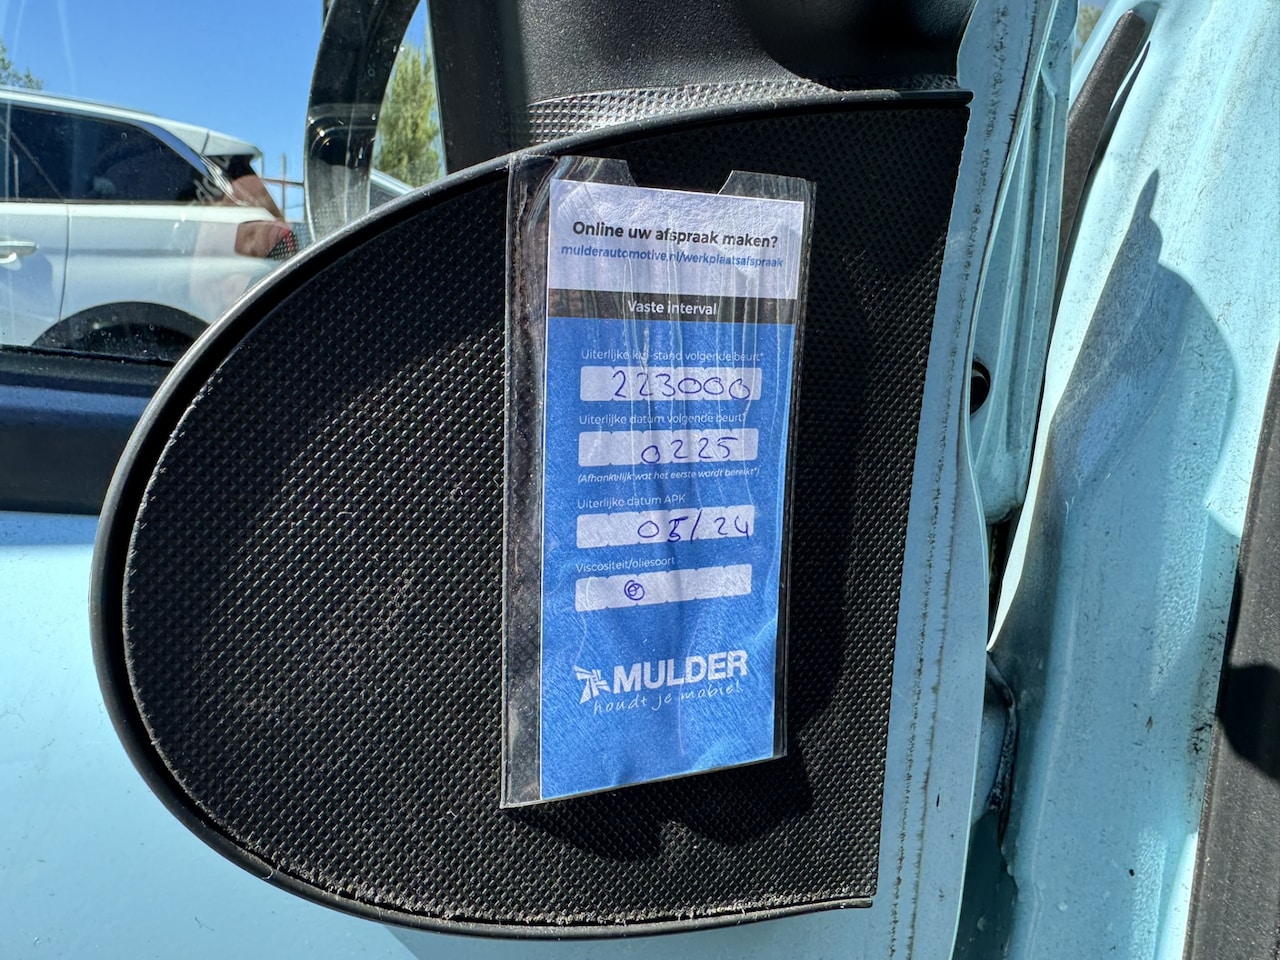 Online uw afspraak maken?
mulderautomotive.nl/werkplaatsafspraak
Vaste interval
Uiterlijke km-stand volgende beurt*
223000
Uiterlijke datum volgende beurt*
0225
(Afhankelijk wat het eerste wordt bereikt*)
Uiterlijke datum APK
05/24
Viscositeit/oliesoort
MULDER
houdt je mobiel!